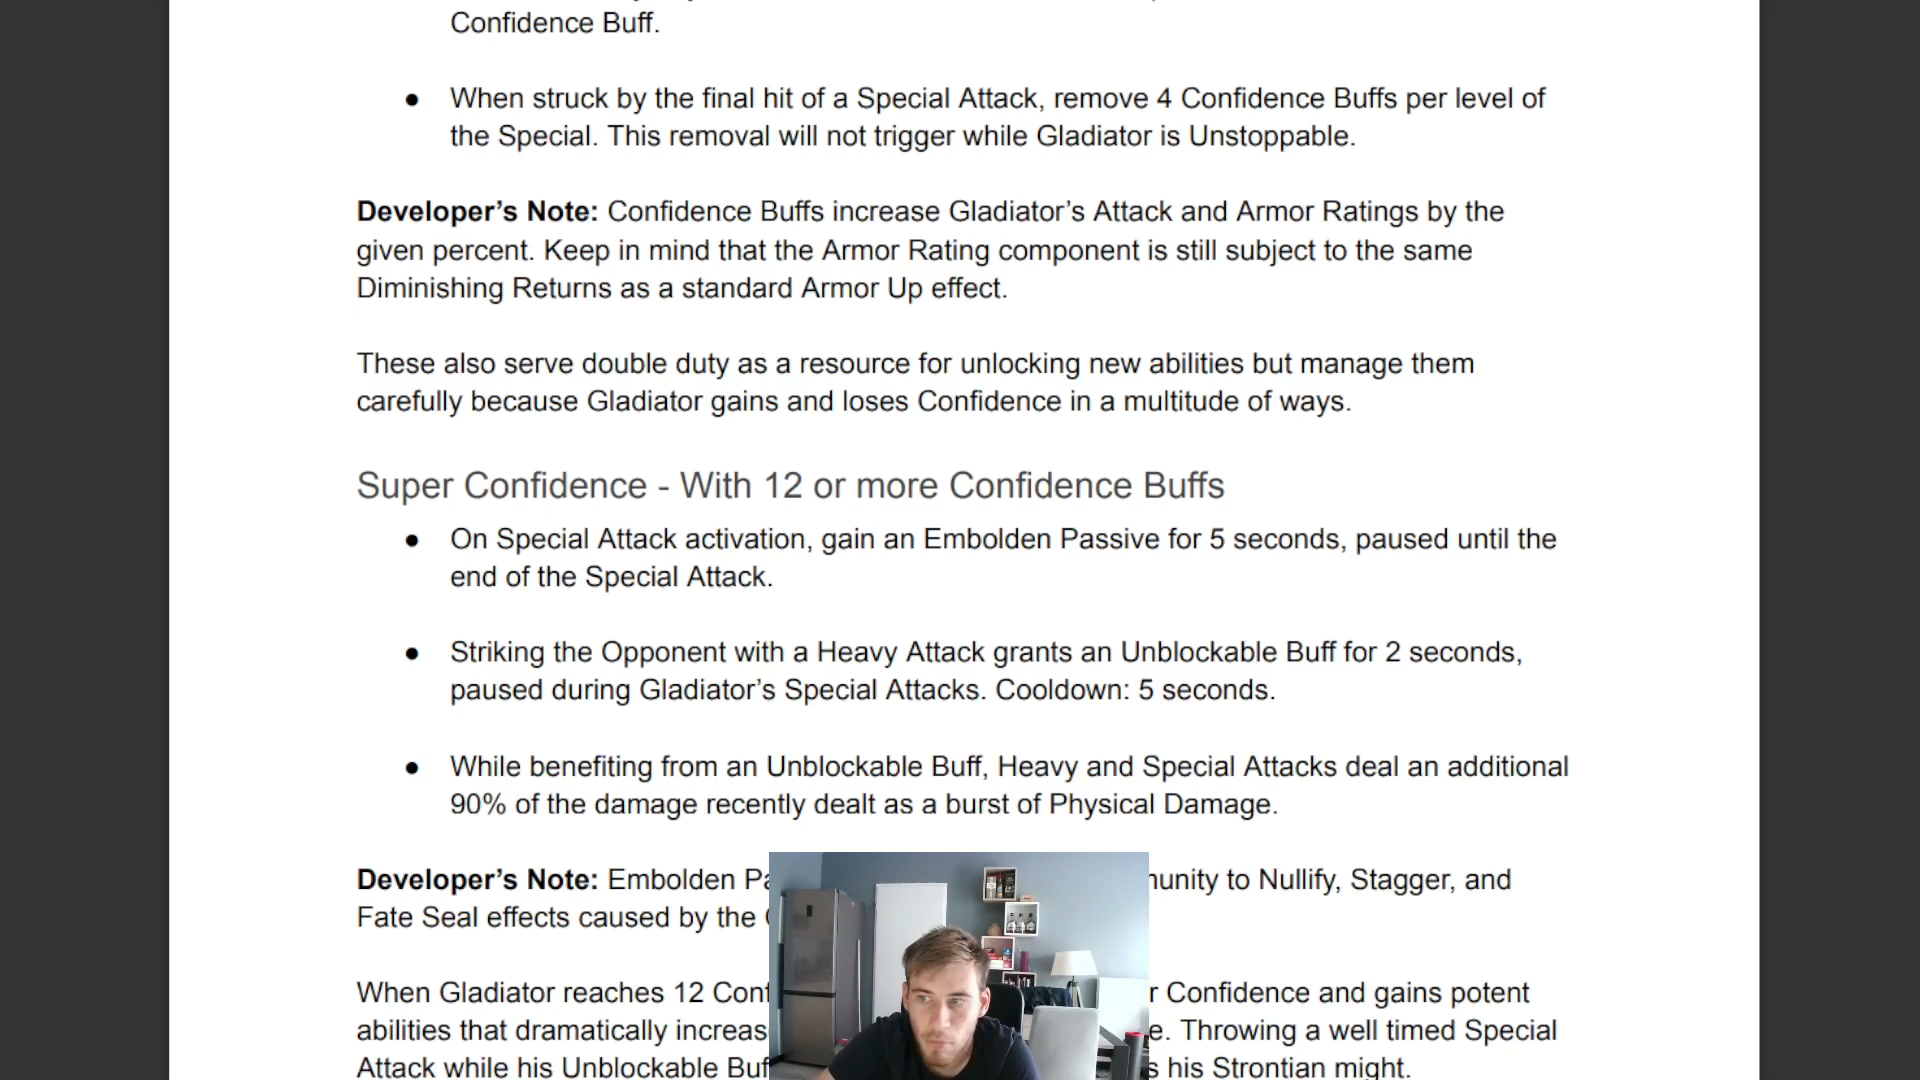 Confidence Buff.
● When struck by the final hit of a Special Attack, remove 4 Confidence Buffs per level of
the Special. This removal will not trigger while Gladiator is Unstoppable.
Developer’s Note: Confidence Buffs increase Gladiator’s Attack and Armor Ratings by the
given percent. Keep in mind that the Armor Rating component is still subject to the same
Diminishing Returns as a standard Armor Up effect.
These also serve double duty as a resource for unlocking new abilities but manage them
carefully because Gladiator gains and loses Confidence in a multitude of ways.
Super Confidence - With 12 or more Confidence Buffs
● On Special Attack activation, gain an Embolden Passive for 5 seconds, paused until the
end of the Special Attack.
● Striking the Opponent with a Heavy Attack grants an Unblockable Buff for 2 seconds,
paused during Gladiator’s Special Attacks. Cooldown: 5 seconds.
● While benefiting from an Unblockable Buff, Heavy and Special Attacks deal an additional
90% of the damage recently dealt as a burst of Physical Damage.
Developer’s Note: Embolden to Nullify, Stagger, and
Fate Seal effects caused by the
When Gladiator reaches 12 Confidence and gains potent
abilities that dramatically Throwing a well timed Special
Attack while his Unblockable his Strontian might.